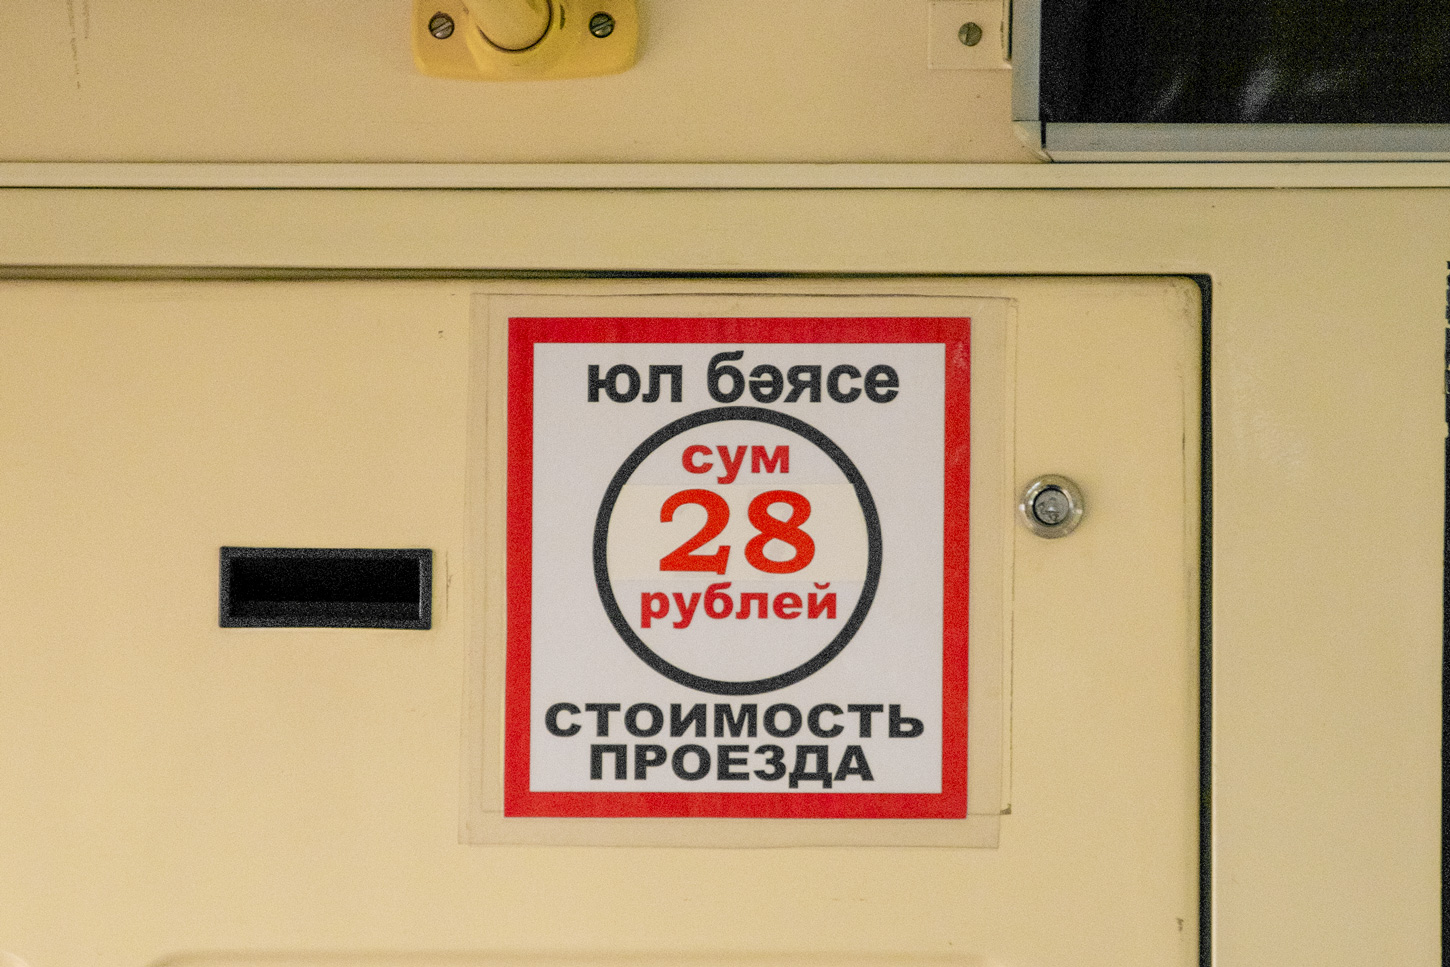 юл бәясе
сум
28
рублей
СТОИМОСТЬ
ПРОЕЗДА